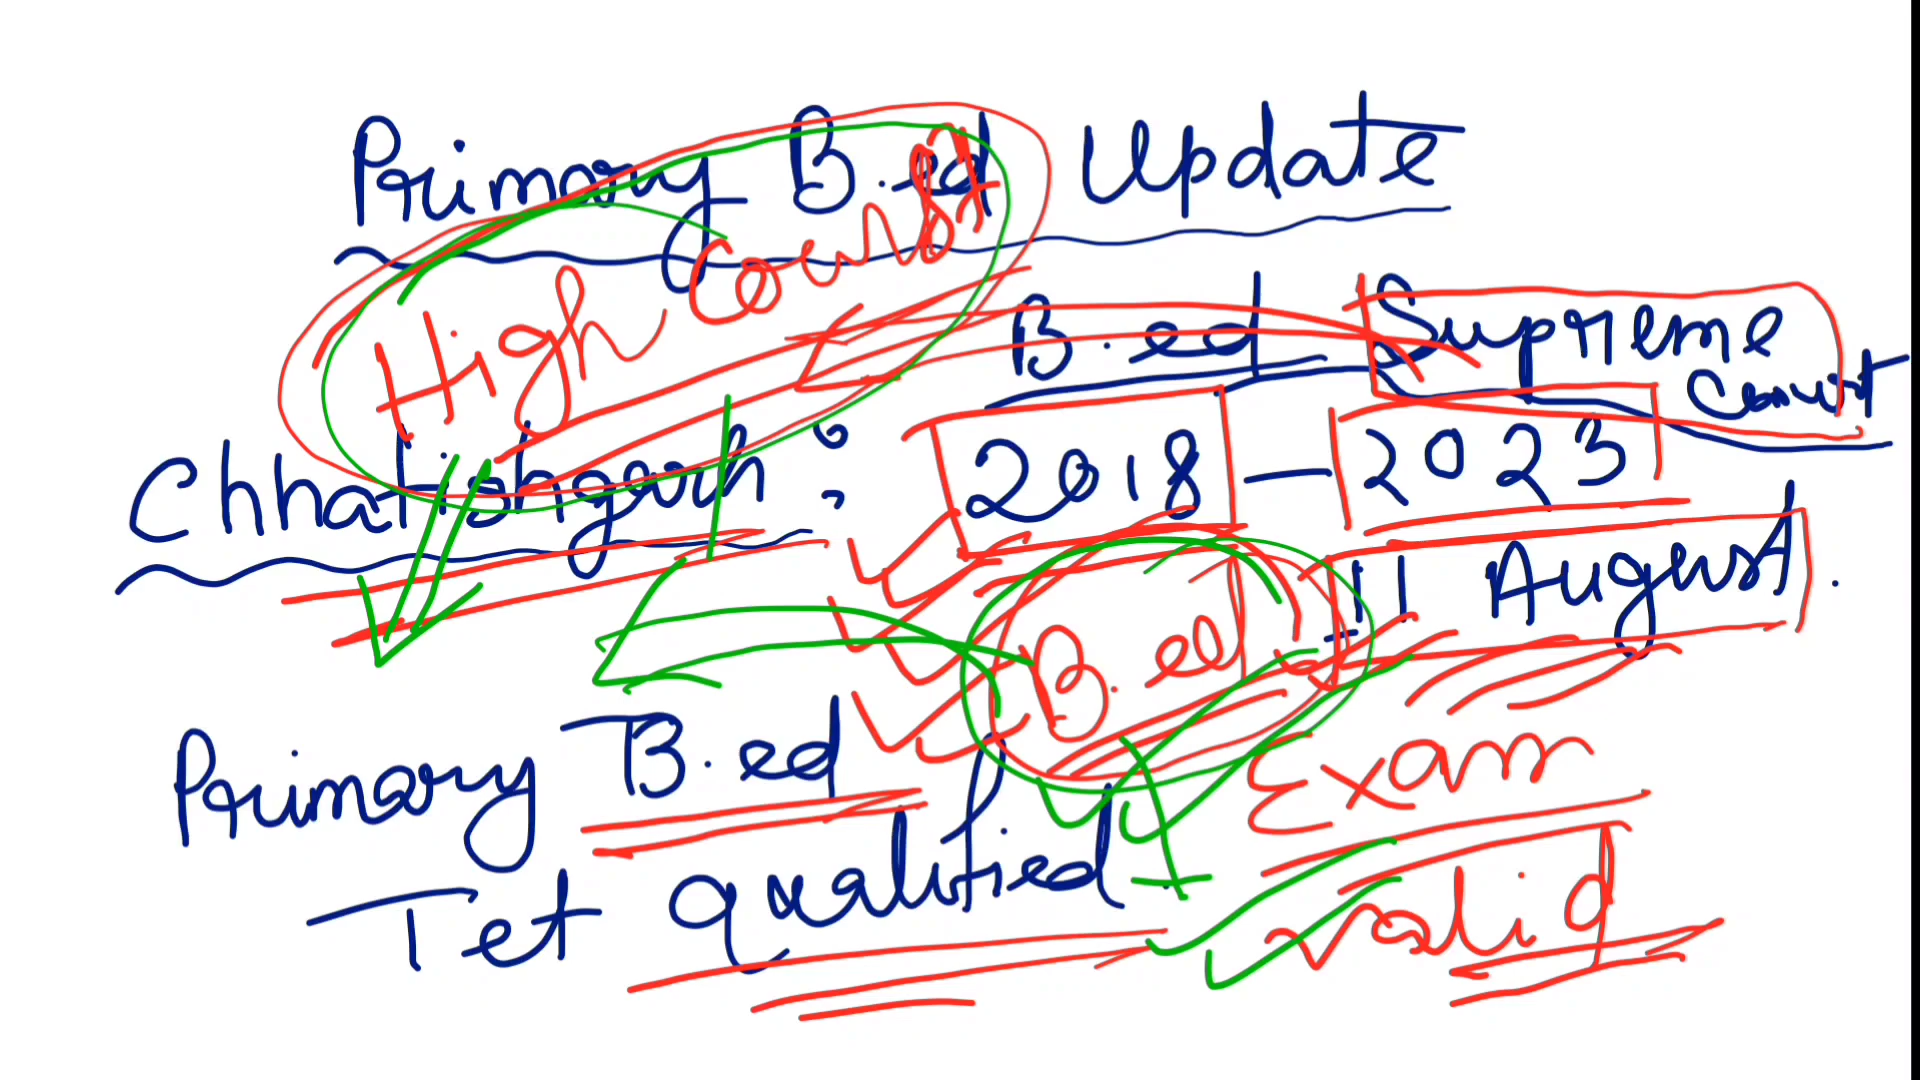 Primary B.ed Update
High Court
B.ed Supreme Court
Chhattishgarh : 2018 - 2023
11 August.
B.ed
Primary B.ed
Exam
Tet qualified.
valid